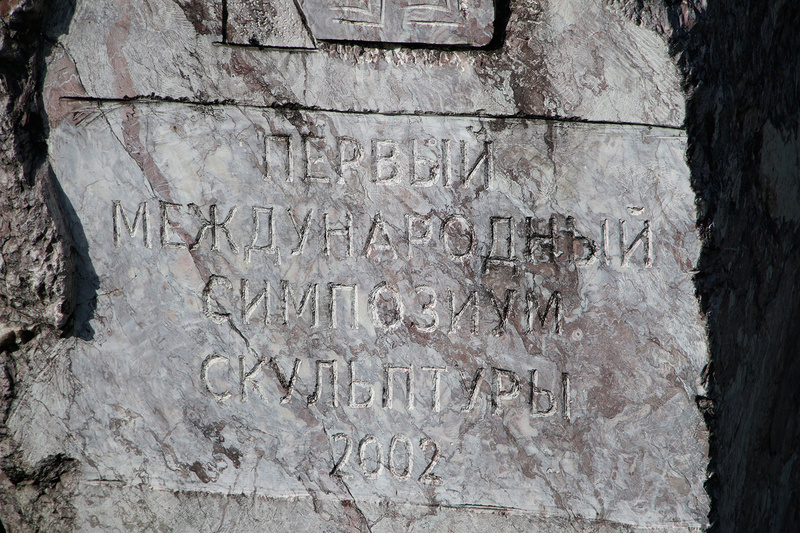 ПЕРВЫЙ
МЕЖДУНАРОДНЫЙ
СИМПОЗИУМ
СКУЛЬПТУРЫ
2002